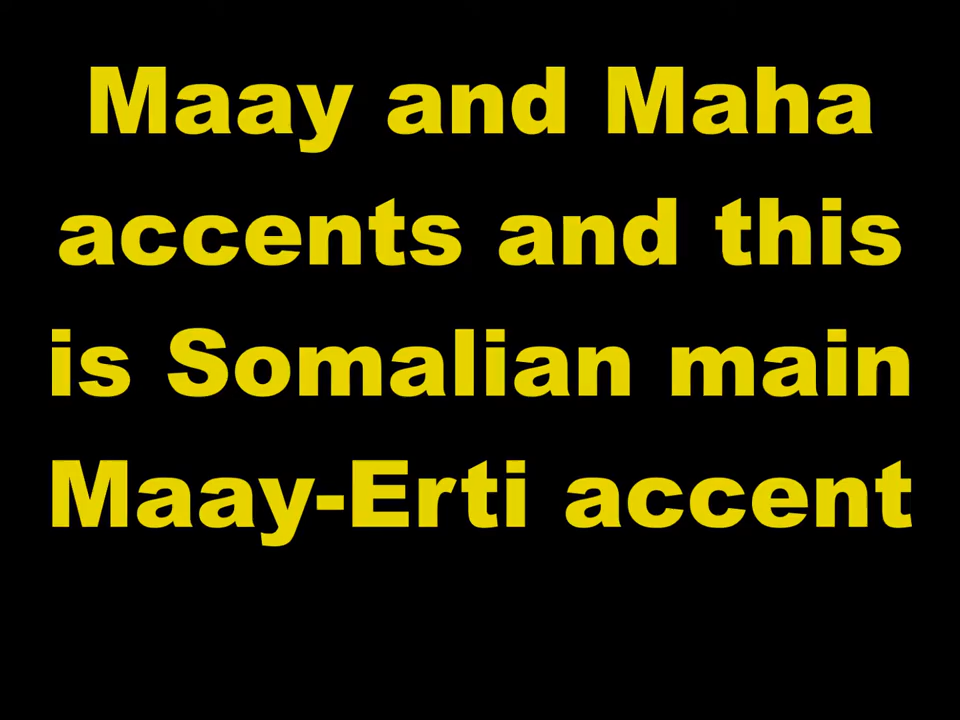 Maay and Maha
accents and this
is Somalian main
Maay-Erti accent